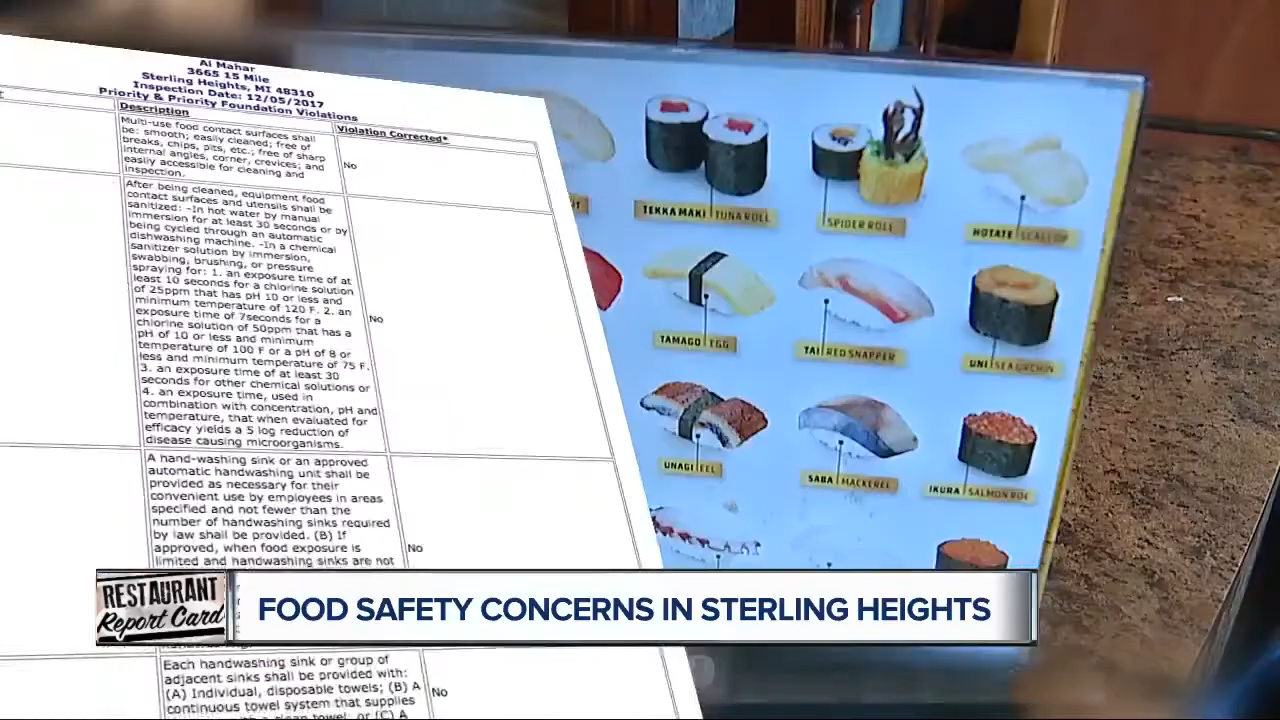 Al Mahar
3665 15 Mile
Sterling Heights, MI 48310
Inspection Date: 12/05/2017
Priority & Priority Foundation Violations
Description
Violation Corrected*
Multi-use food contact surfaces shall
be: smooth; easily cleaned; free of
breaks, chips, pits, etc.; free of sharp
internal angles, corner, crevices; and
easily accessible for cleaning and
inspection.
No
After being cleaned, equipment food
contact surfaces and utensils shall be
sanitized: -In hot water by manual
immersion for at least 30 seconds or by
being cycled through an automatic
dishwashing machine. -In a chemical
sanitizer solution by immersion,
swabbing, brushing, or pressure
spraying for: 1. an exposure time of at
least 10 seconds for a chlorine solution
of 25ppm that has pH 10 or less and
minimum temperature of 120 F. 2. an
exposure time of 7seconds for a
chlorine solution of 50ppm that has a
pH of 10 or less and minimum
temperature of 100 F or a pH of 8 or
less and minimum temperature of 75 F.
3. an exposure time of at least 30
seconds for other chemical solutions or
4. an exposure time, used in
combination with concentration, pH and
temperature, that when evaluated for
efficacy yields a 5 log reduction of
disease causing microorganisms.
No
A hand-washing sink or an approved
automatic handwashing unit shall be
provided as necessary for their
convenient use by employees in areas
specified and not fewer than the
number of handwashing sinks required
by law shall be provided. (B) If
approved, when food exposure is
limited and handwashing sinks are not
No
Each handwashing sink or group of
adjacent sinks shall be provided with:
(A) Individual, disposable towels; (B) A
continuous towel system that supplies
No
TEKKA MAKI TUNA ROLL
SPIDER ROLL
HOTATE SCALLOP
TAMAGO EGG
TAI RED SNAPPER
UNI SEA URCHIN
UNAGI EEL
SABA MACKEREL
IKURA SALMON ROE
RESTAURANT
Report Card
FOOD SAFETY CONCERNS IN STERLING HEIGHTS